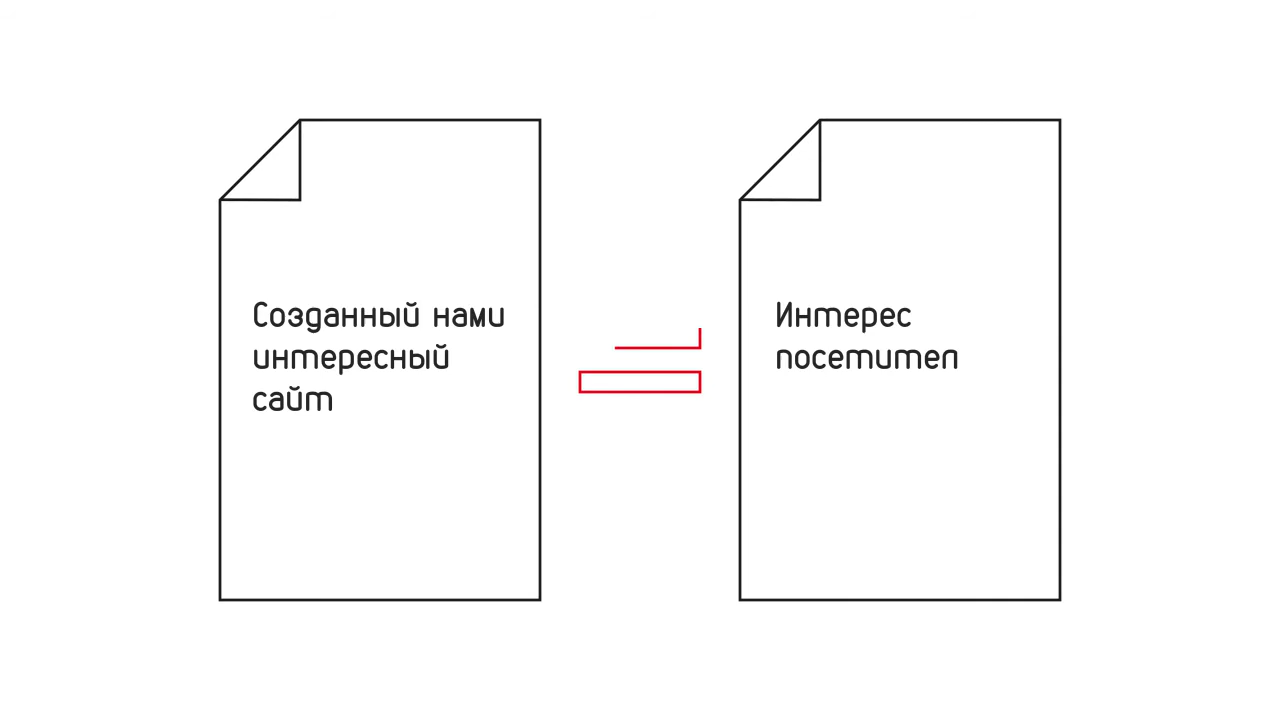 Созданный нами
интересный
сайт
Интерес
посетител